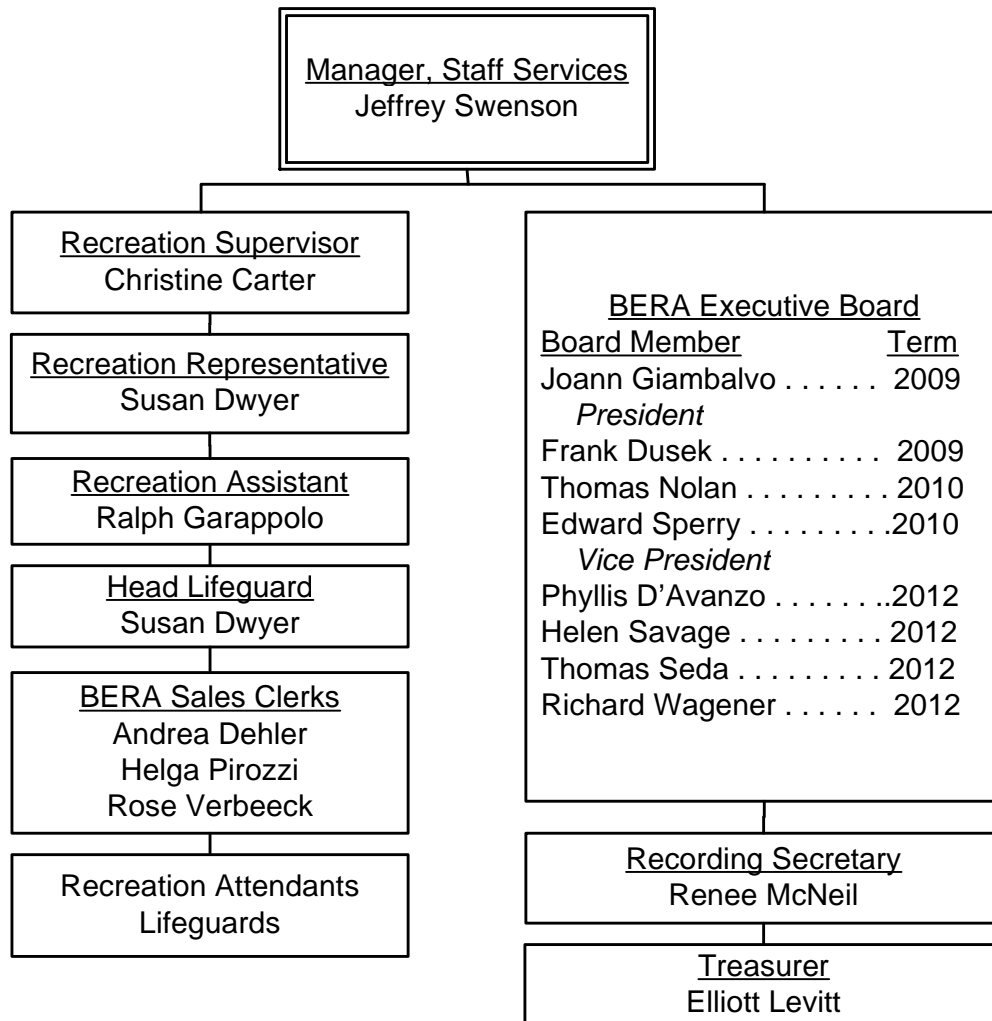 Manager, Staff Services
Jeffrey Swenson
Recreation Supervisor
Christine Carter
Recreation Representative
Susan Dwyer
Recreation Assistant
Ralph Garappolo
Head Lifeguard
Susan Dwyer
BERA Sales Clerks
Andrea Dehler
Helga Pirozzi
Rose Verbeeck
Recreation Attendants
Lifeguards
BERA Executive Board
Board Member Term
Joann Giambalvo . . . . . . 2009
President
Frank Dusek . . . . . . . . . . 2009
Thomas Nolan . . . . . . . . . 2010
Edward Sperry . . . . . . . . .2010
Vice President
Phyllis D’Avanzo . . . . . . ..2012
Helen Savage . . . . . . . . . 2012
Thomas Seda . . . . . . . . . 2012
Richard Wagener . . . . . . 2012
Recording Secretary
Renee McNeil
Treasurer
Elliott Levitt